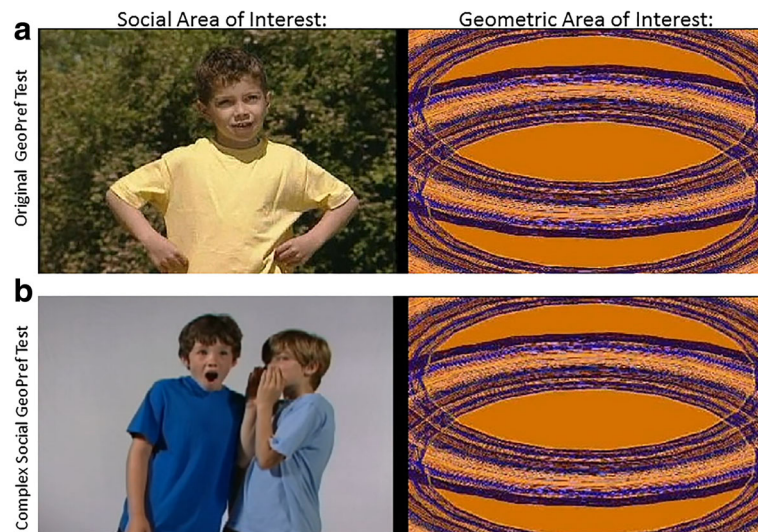 Social Area of Interest:
Geometric Area of Interest:
a
Original GeoPref Test
b
Complex Social GeoPref Test